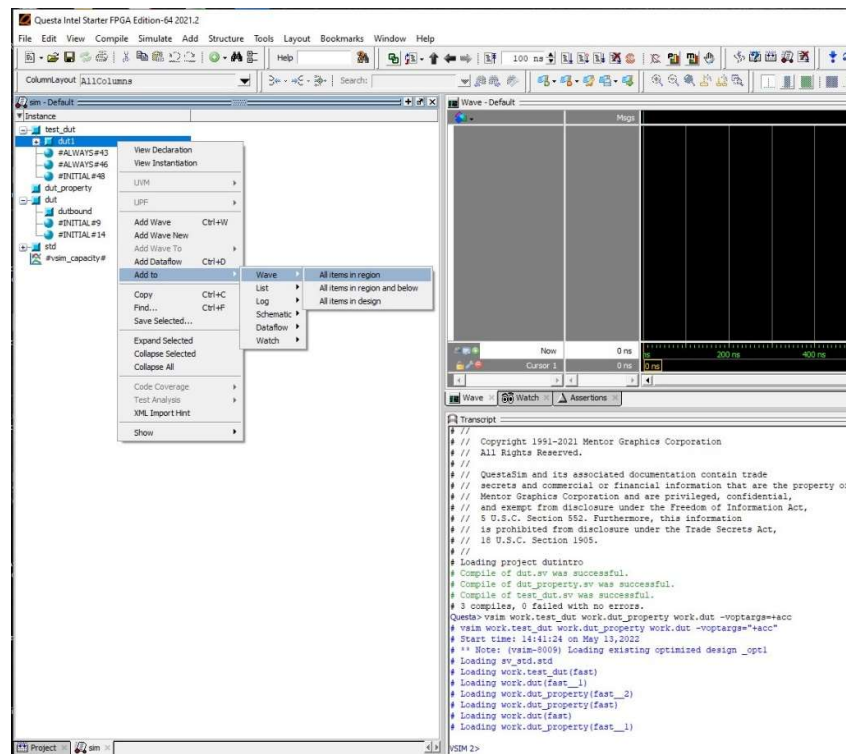 Questa Intel Starter FPGA Edition-64 2021.2
File Edit View Compile Simulate Add Structure Tools Layout Bookmarks Window Help
Help
100 ns
ColumnLayout AllColumns
Search:
sim - Default
Instance
test_dut
dut1
#ALWAYS#43
#ALWAYS#46
#INITIAL#48
dut_property
dut
dutbound
#INITIAL#9
#INITIAL#14
std
#vsim_capacity#
View Declaration
View Instantiation
UVM
UPF
Add Wave Ctrl+W
Add Wave New
Add Wave To
Add Dataflow Ctrl+D
Add to
Copy Ctrl+C
Find... Ctrl+F
Save Selected...
Expand Selected
Collapse Selected
Collapse All
Code Coverage
Test Analysis
XML Import Hint
Show
Wave
List
Log
Schematic
Dataflow
Watch
All items in region
All items in region and below
All items in design
Project
sim
Wave - Default
Msgs
Now 0 ns
ns 200 ns 400 ns
Cursor 1 0 ns
0 ns
Wave
Watch
Assertions
Transcript
# //
# // Copyright 1991-2021 Mentor Graphics Corporation
# // All Rights Reserved.
# //
# // QuestaSim and its associated documentation contain trade
# // secrets and commercial or financial information that are the property o
# // Mentor Graphics Corporation and are privileged, confidential,
# // and exempt from disclosure under the Freedom of Information Act,
# // 5 U.S.C. Section 552. Furthermore, this information
# // is prohibited from disclosure under the Trade Secrets Act,
# // 18 U.S.C. Section 1905.
# //
# Loading project dutintro
# Compile of dut.sv was successful.
# Compile of dut_property.sv was successful.
# Compile of test_dut.sv was successful.
# 3 compiles, 0 failed with no errors.
Questa> vsim work.test_dut work.dut_property work.dut -voptargs=+acc
# vsim work.test_dut work.dut_property work.dut -voptargs="+acc"
# Start time: 14:41:24 on May 13,2022
# ** Note: (vsim-8009) Loading existing optimized design _opt1
# Loading sv_std.std
# Loading work.test_dut(fast)
# Loading work.dut(fast__1)
# Loading work.dut_property(fast__2)
# Loading work.dut_property(fast)
# Loading work.dut(fast)
# Loading work.dut_property(fast__1)
VSIM 2>